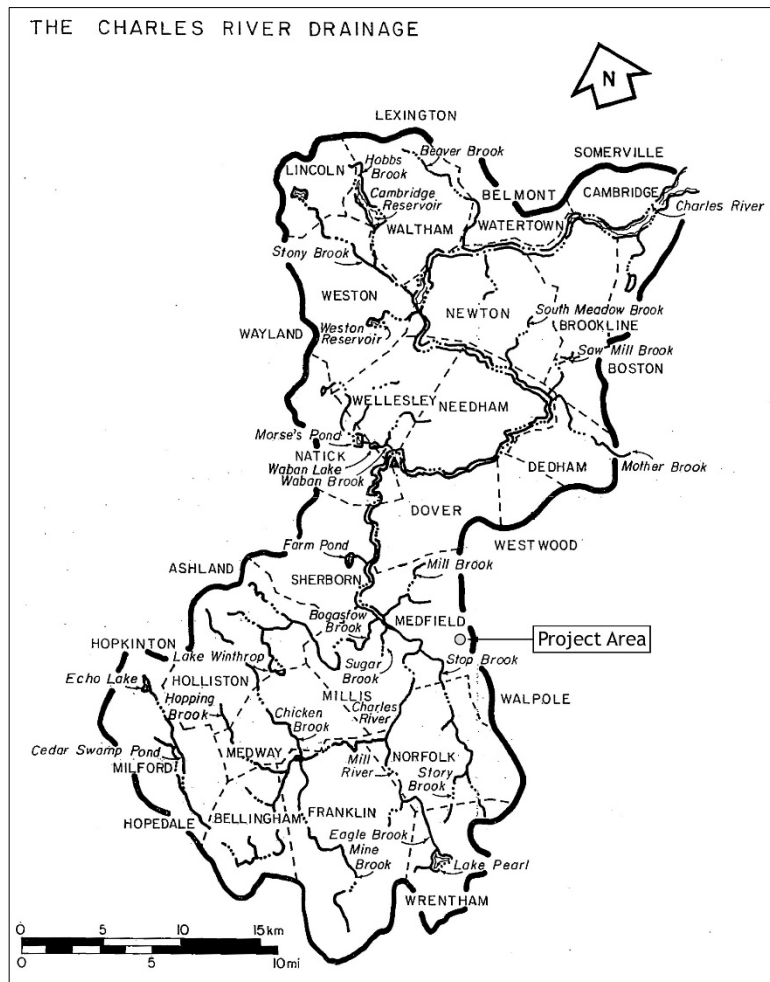 THE CHARLES RIVER DRAINAGE
N
LEXINGTON
Beaver Brook
SOMERVILLE
LINCOLN
Hobbs
Brook
BELMONT
CAMBRIDGE
Cambridge
Reservoir
WATERTOWN
Charles
River
WALTHAM
Stony Brook
WESTON
NEWTON
South Meadow Brook
BROOKLINE
WAYLAND
Weston
Reservoir
Saw Mill Brook
BOSTON
WELLESLEY
NEEDHAM
Morse's Pond
NATICK
Waban Lake
Waban Brook
DEDHAM
Mother Brook
DOVER
WESTWOOD
Farm Pond
Mill Brook
ASHLAND
SHERBORN
Bogastow
Brook
MEDFIELD
Project Area
HOPKINTON
Lake Winthrop
Sugar
Brook
Stop Brook
Echo Lake
HOLLISTON
MILLIS
WALPOLE
Hopping
Brook
Chicken
Brook
Charles
River
Cedar Swamp Pond
MEDWAY
Mill
River
NORFOLK
MILFORD
Story
Brook
HOPEDALE
BELLINGHAM
FRANKLIN
Eagle Brook
Mine
Brook
Lake Pearl
WRENTHAM
0 5 10 15 km
0 5 10 mi